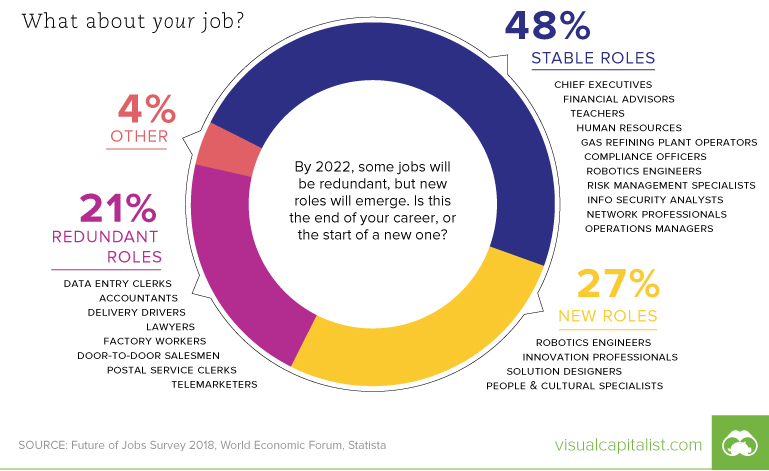 What about your job?
48%
STABLE ROLES
CHIEF EXECUTIVES
FINANCIAL ADVISORS
TEACHERS
HUMAN RESOURCES
GAS REFINING PLANT OPERATORS
COMPLIANCE OFFICERS
ROBOTICS ENGINEERS
RISK MANAGEMENT SPECIALISTS
INFO SECURITY ANALYSTS
NETWORK PROFESSIONALS
OPERATIONS MANAGERS
4%
OTHER
By 2022, some jobs will
be redundant, but new
roles will emerge. Is this
the end of your career, or
the start of a new one?
21%
REDUNDANT
ROLES
DATA ENTRY CLERKS
ACCOUNTANTS
DELIVERY DRIVERS
LAWYERS
FACTORY WORKERS
DOOR-TO-DOOR SALESMEN
POSTAL SERVICE CLERKS
TELEMARKETERS
27%
NEW ROLES
ROBOTICS ENGINEERS
INNOVATION PROFESSIONALS
SOLUTION DESIGNERS
PEOPLE & CULTURAL SPECIALISTS
SOURCE: Future of Jobs Survey 2018, World Economic Forum, Statista
visualcapitalist.com